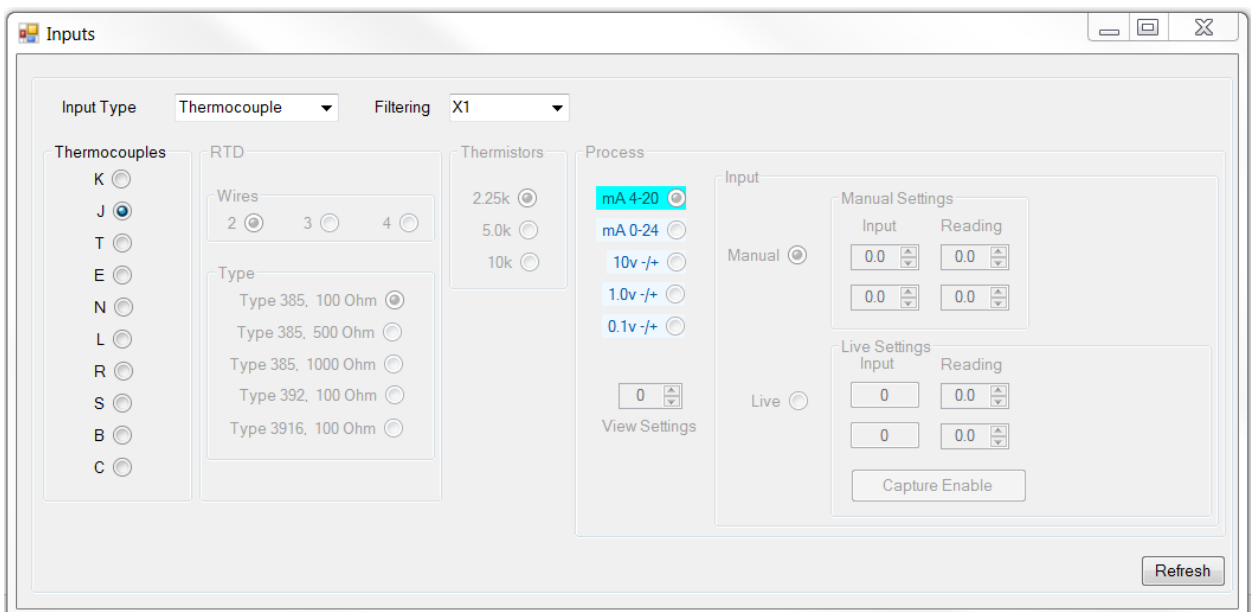 Inputs
Input Type Thermocouple Filtering X1
Thermocouples
K
J
T
E
N
L
R
S
B
C
RTD
Wires
2 3 4
Type
Type 385, 100 Ohm
Type 385, 500 Ohm
Type 385, 1000 Ohm
Type 392, 100 Ohm
Type 3916, 100 Ohm
Thermistors
2.25k
5.0k
10k
Process
mA 4-20
mA 0-24
10v -/+
1.0v -/+
0.1v -/+
0
View Settings
Input
Manual
Manual Settings
Input Reading
0.0 0.0
0.0 0.0
Live
Live Settings
Input Reading
0 0.0
0 0.0
Capture Enable
Refresh